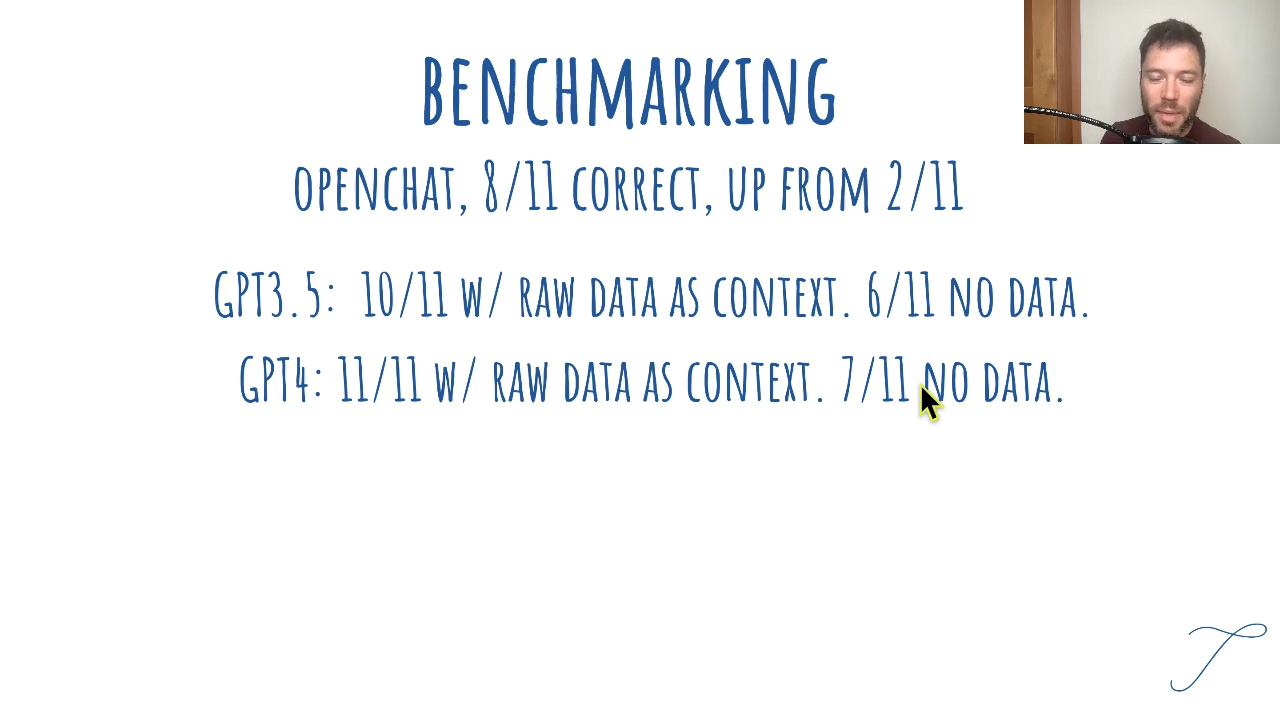 BENCHMARKING
OPENCHAT, 8/11 CORRECT, UP FROM 2/11
GPT3.5: 10/11 W/ RAW DATA AS CONTEXT. 6/11 NO DATA.
GPT4: 11/11 W/ RAW DATA AS CONTEXT. 7/11 NO DATA.
T